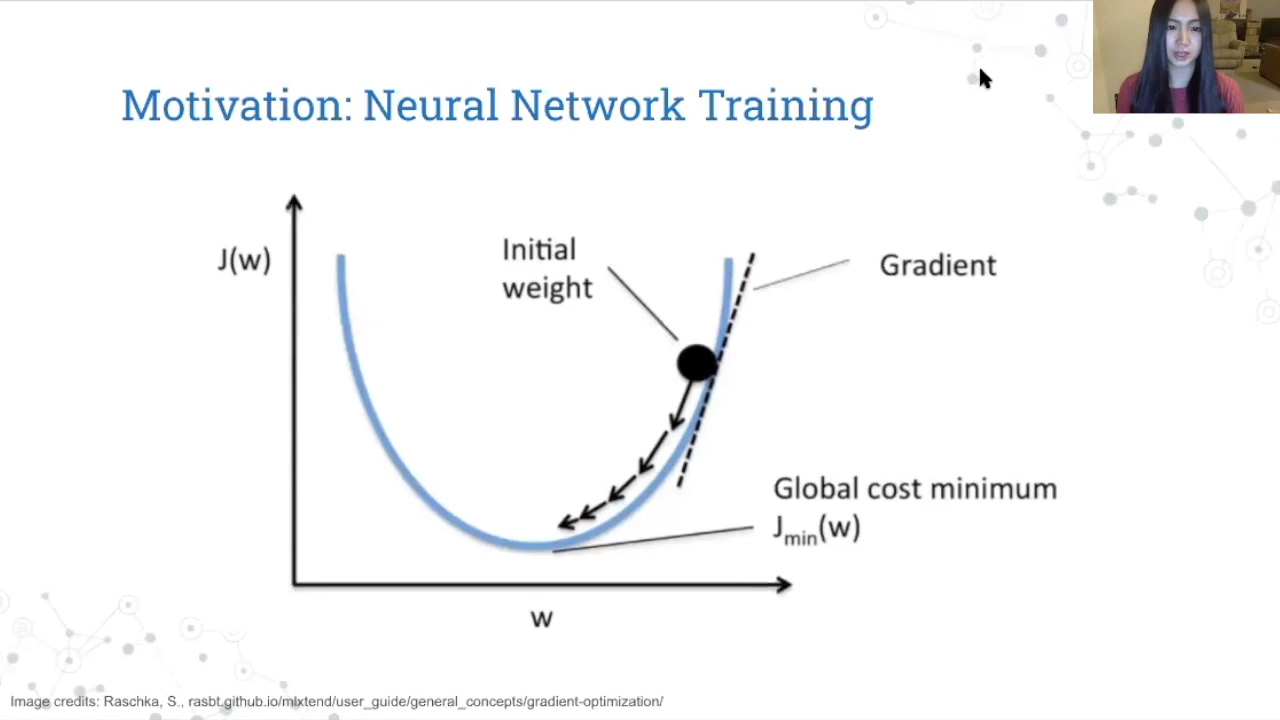 Motivation: Neural Network Training
J(w)
Initial
weight
Gradient
Global cost minimum
Jmin(w)
w
Image credits: Raschka, S., rasbt.github.io/mlxtend/user_guide/general_concepts/gradient-optimization/